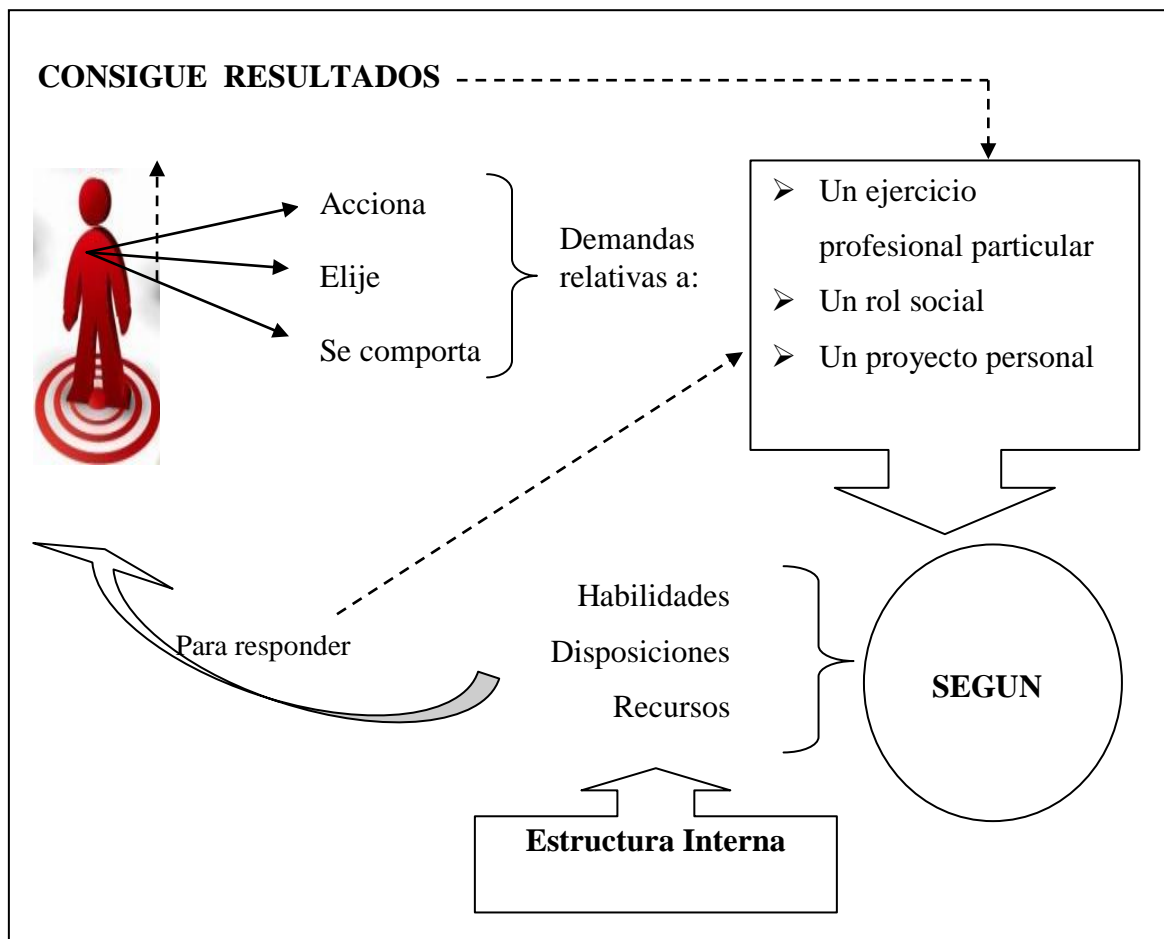 CONSIGUE RESULTADOS
Acciona
Elije
Se comporta
Demandas
relativas a:
Un ejercicio
profesional particular
Un rol social
Un proyecto personal
Para responder
Habilidades
Disposiciones
Recursos
SEGUN
Estructura Interna